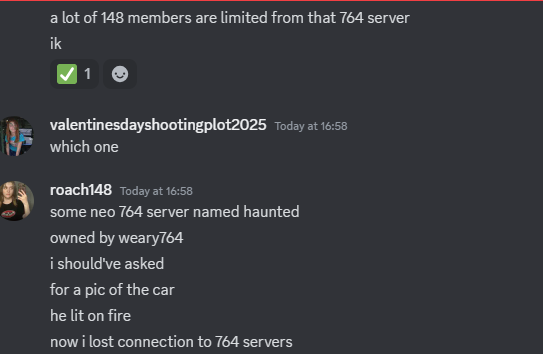 a lot of 148 members are limited from that 764 server
ik
1
valentinesdayshootingplot2025 Today at 16:58
which one
roach148 Today at 16:58
some neo 764 server named haunted
owned by weary764
i should've asked
for a pic of the car
he lit on fire
now i lost connection to 764 servers